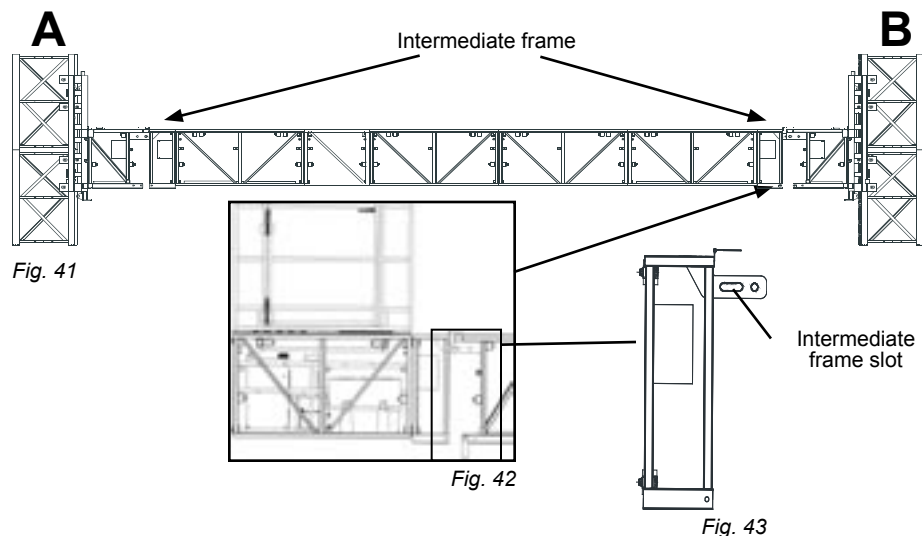 A
B
Intermediate frame
Fig. 41
Intermediate
frame slot
Fig. 42
Fig. 43